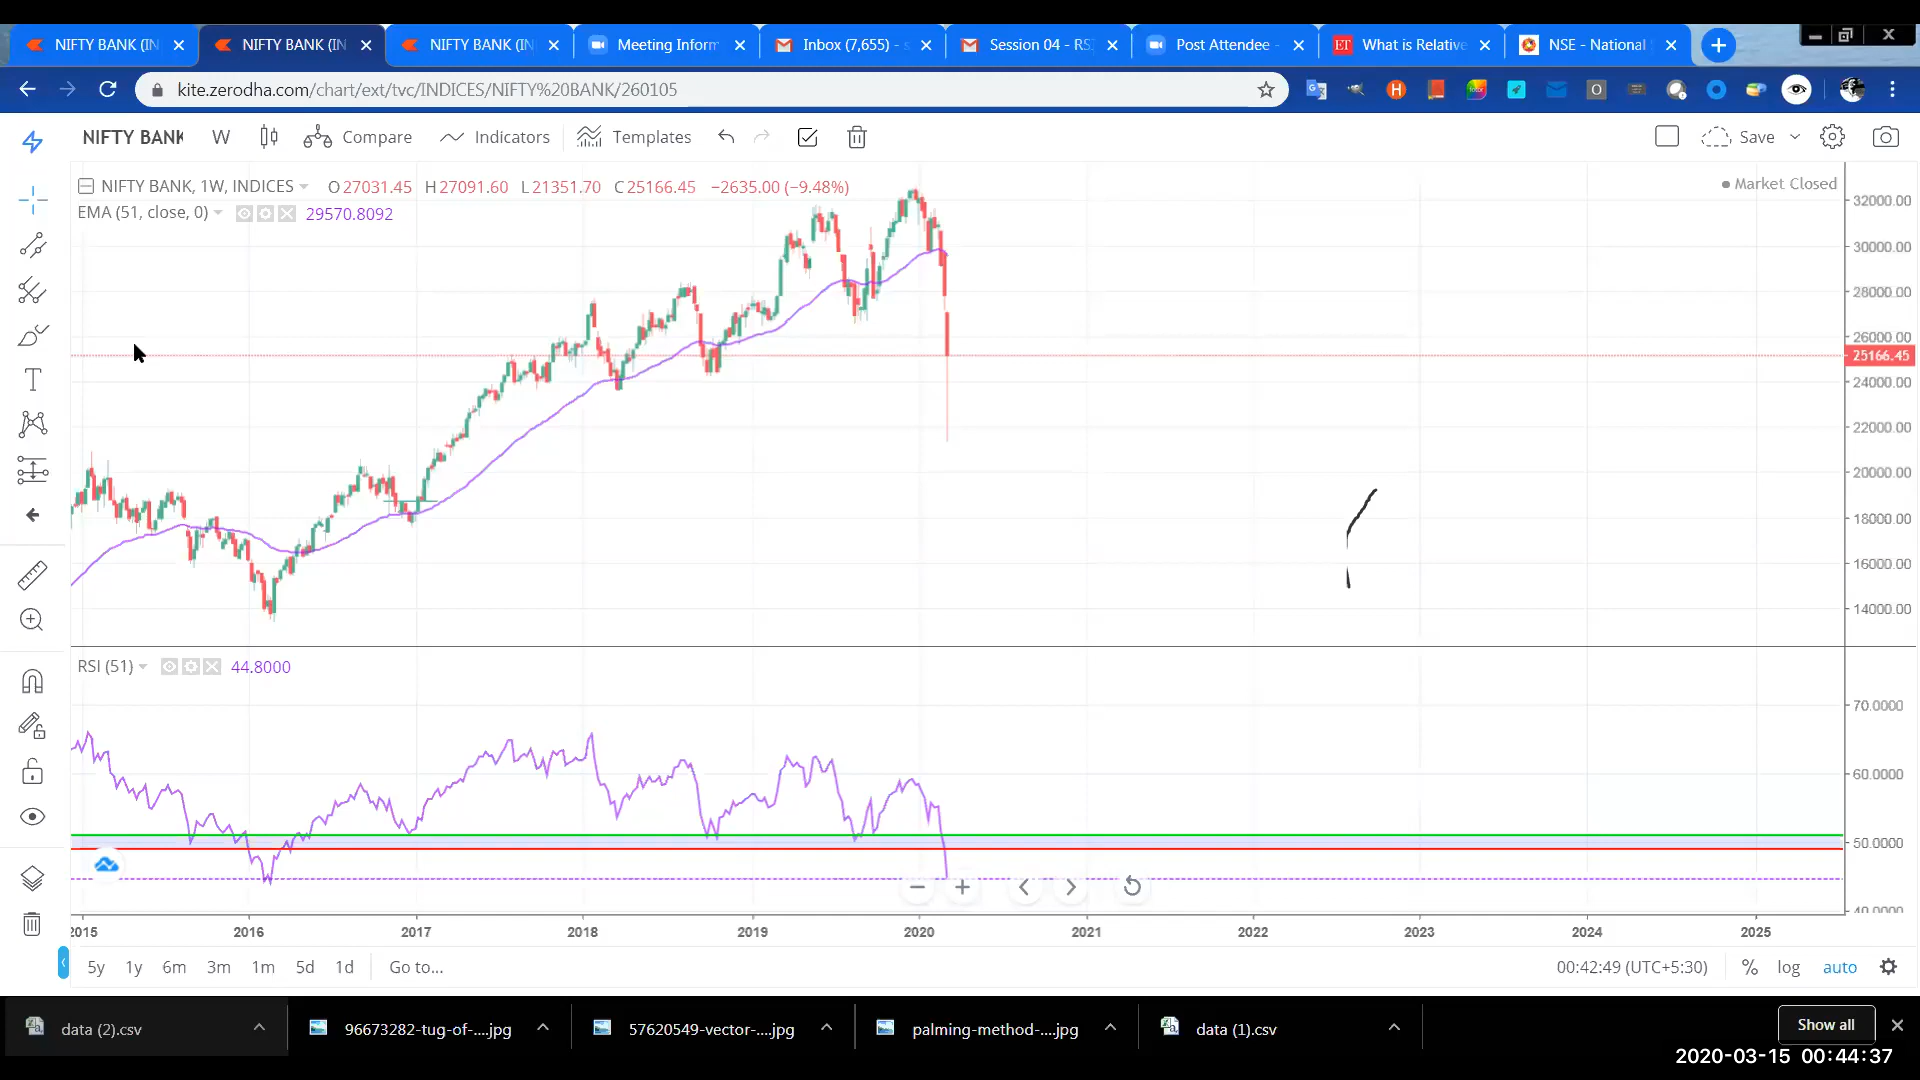 NIFTY BANK (IN
NIFTY BANK (IN
NIFTY BANK (IN
Meeting Inform
Inbox (7,655) - s
Session 04 - RS
Post Attendee -
ET What is Relative
NSE - National
kite.zerodha.com/chart/ext/tvc/INDICES/NIFTY%20BANK/260105
NIFTY BANK W Compare Indicators Templates Save
NIFTY BANK, 1W, INDICES O27031.45 H27091.60 L21351.70 C25166.45 −2635.00 (−9.48%) Market Closed
EMA (51, close, 0) 29570.8092
32000.00
30000.00
28000.00
26000.00
25166.45
24000.00
22000.00
20000.00
18000.00
16000.00
14000.00
RSI (51) 44.8000
70.0000
60.0000
50.0000
40.0000
2015 2016 2017 2018 2019 2020 2021 2022 2023 2024 2025
5y 1y 6m 3m 1m 5d 1d Go to... 00:42:49 (UTC+5:30) % log auto
data (2).csv 96673282-tug-of-....jpg 57620549-vector-....jpg palming-method-....jpg data (1).csv Show all
2020-03-15 00:44:37